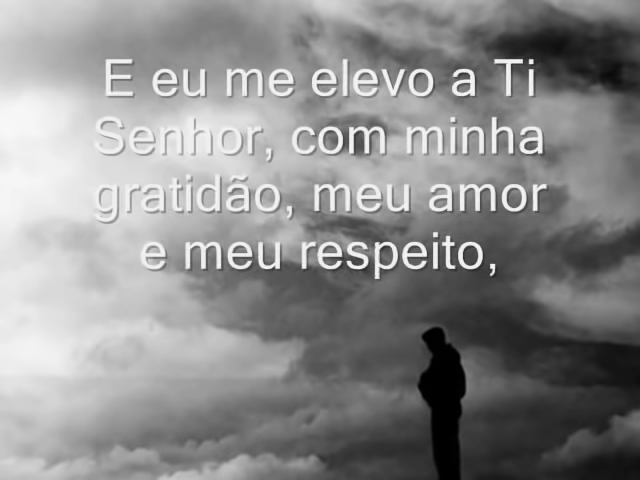 E eu me elevo a Ti
Senhor, com minha
gratidão, meu amor
e meu respeito,